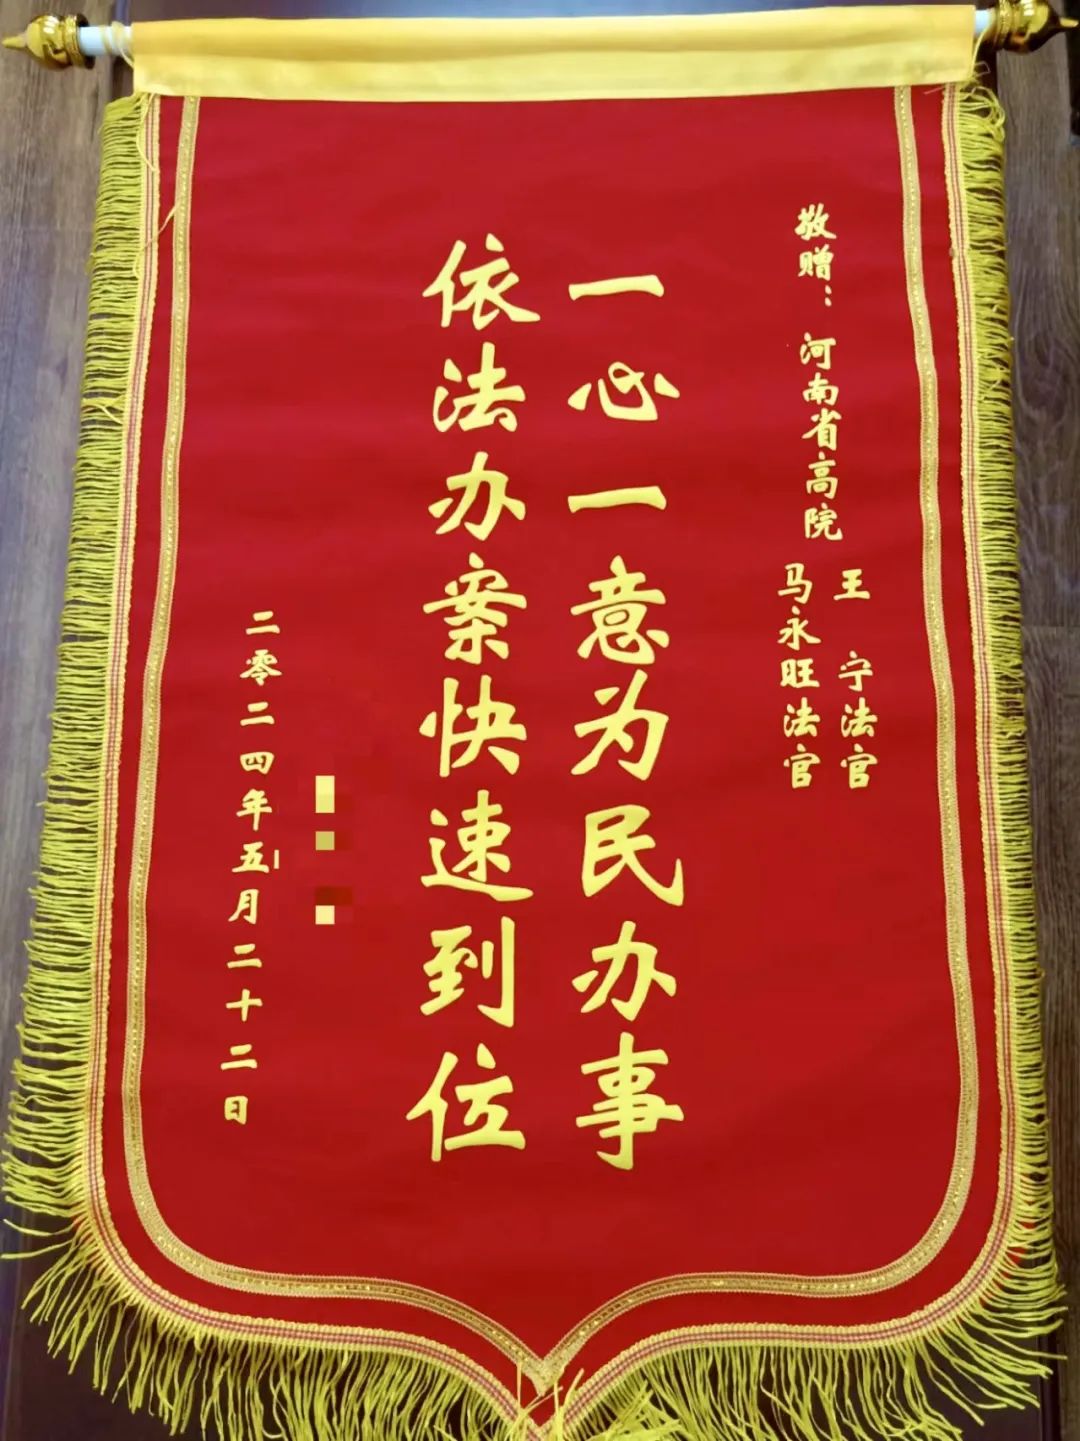 敬赠：河南省高院
王 宁法官
马永旺法官
一心一意为民办事
依法办案快速到位
二零二四年五月二十二日